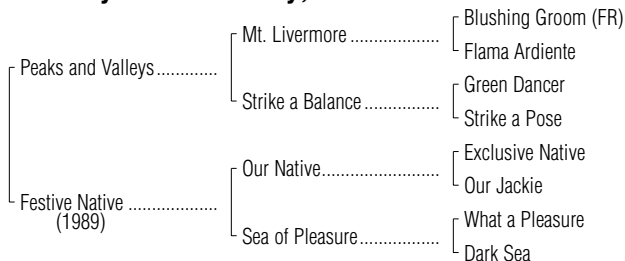 Blushing Groom (FR)
Mt. Livermore ....................
Flama Ardiente
Peaks and Valleys .............
Green Dancer
Strike a Balance .................
Strike a Pose
Exclusive Native
Our Native ..........................
Our Jackie
Festive Native ....................
(1989)
What a Pleasure
Sea of Pleasure ..................
Dark Sea